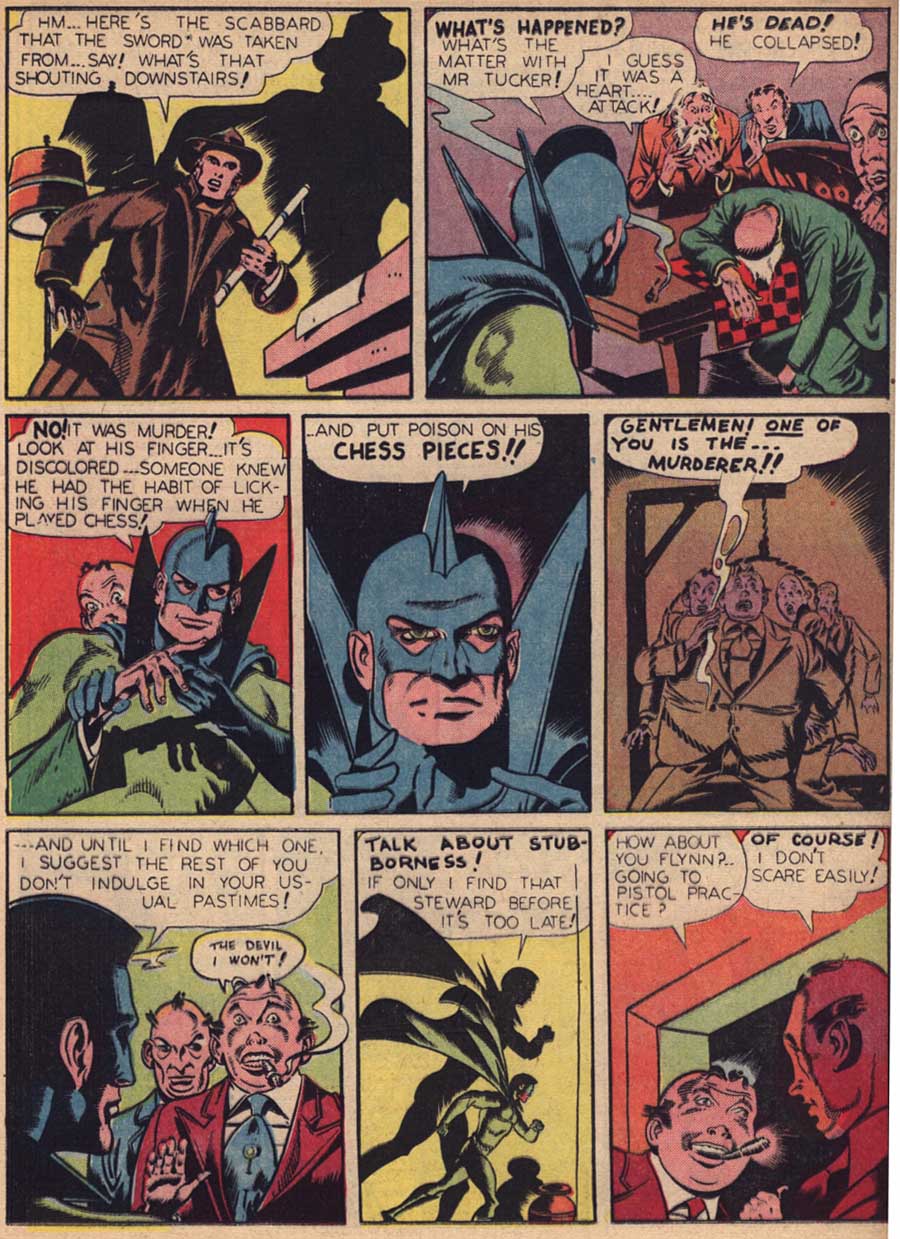 HM... HERE'S THE SCABBARD
THAT THE SWORD* WAS TAKEN
FROM... SAY! WHAT'S THAT
SHOUTING DOWNSTAIRS!
WHAT'S HAPPENED?
WHAT'S THE
MATTER WITH
MR TUCKER!
I GUESS
IT WAS A
HEART....
ATTACK!
HE'S DEAD!
HE COLLAPSED!
NO! IT WAS MURDER!
LOOK AT HIS FINGER...IT'S
DISCOLORED---SOMEONE KNEW
HE HAD THE HABIT OF LICK-
ING HIS FINGER WHEN HE
PLAYED CHESS!
...AND PUT POISON ON HIS
CHESS PIECES!!
GENTLEMEN! ONE OF
YOU IS THE---
MURDERER!!
---AND UNTIL I FIND WHICH ONE,
I SUGGEST THE REST OF YOU
DON'T INDULGE IN YOUR US-
UAL PASTIMES!
THE DEVIL
I WON'T!
TALK ABOUT STUB-
BORNESS!
IF ONLY I FIND THAT
STEWARD BEFORE
IT'S TOO LATE!
HOW ABOUT
YOU FLYNN?..
GOING TO
PISTOL PRAC-
TICE?
OF COURSE!
I DON'T
SCARE EASILY!